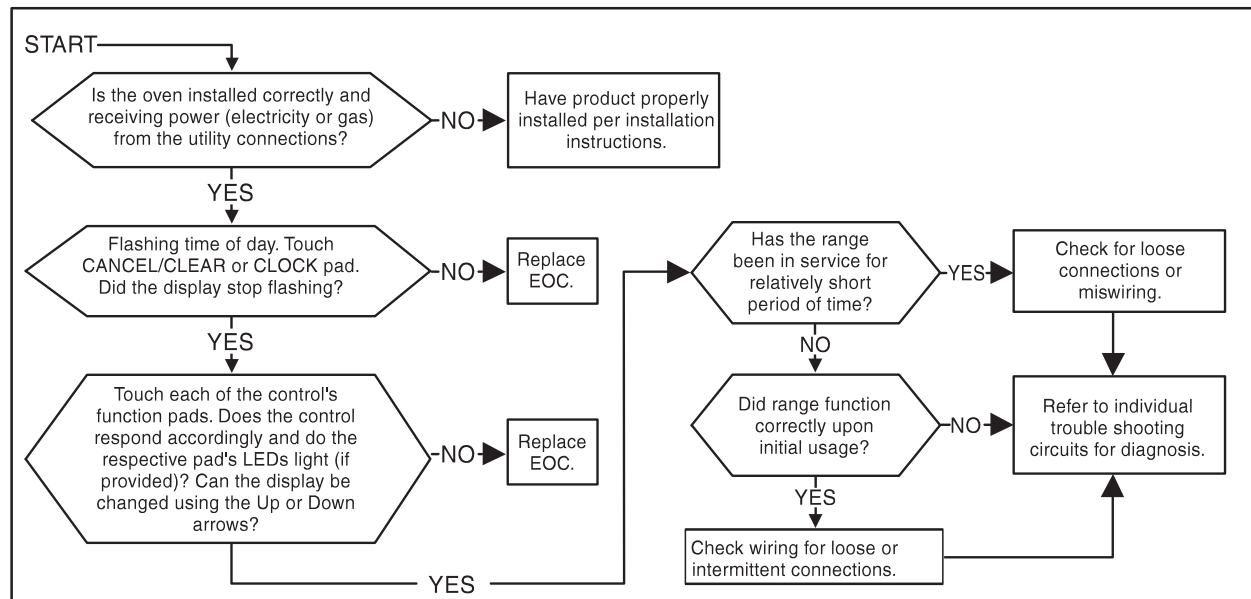 START
Is the oven installed correctly and
receiving power (electricity or gas)
from the utility connections?
NO
Have product properly
installed per installation
instructions.
YES
Flashing time of day. Touch
CANCEL/CLEAR or CLOCK pad.
Did the display stop flashing?
NO
Replace
EOC.
YES
Touch each of the control's
function pads. Does the control
respond accordingly and do the
respective pad's LEDs light (if
provided)? Can the display be
changed using the Up or Down
arrows?
NO
Replace
EOC.
YES
Has the range
been in service for
relatively short
period of time?
YES
Check for loose
connections or
miswiring.
NO
Did range function
correctly upon
initial usage?
NO
Refer to individual
trouble shooting
circuits for diagnosis.
YES
Check wiring for loose or
intermittent connections.